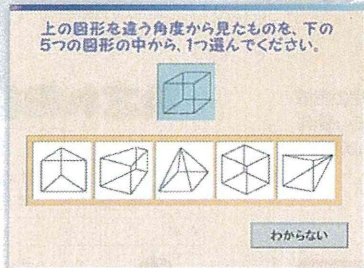 上の図形を違う角度から見たものを、下の
5つの図形の中から、1つ選んでください。
わからない